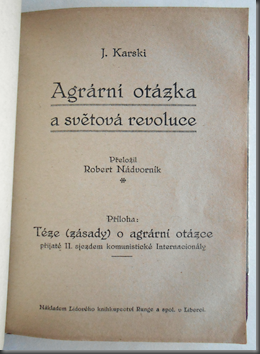 J. Karski
Agrární otázka
a světová revoluce
Přeložil
Robert Nádvorník
Příloha:
Téze (zásady) o agrární otázce
přijaté II. sjezdem komunistické Internacionály
Nákladem Lidového knihkupectví Runge a spol. v Liberci.